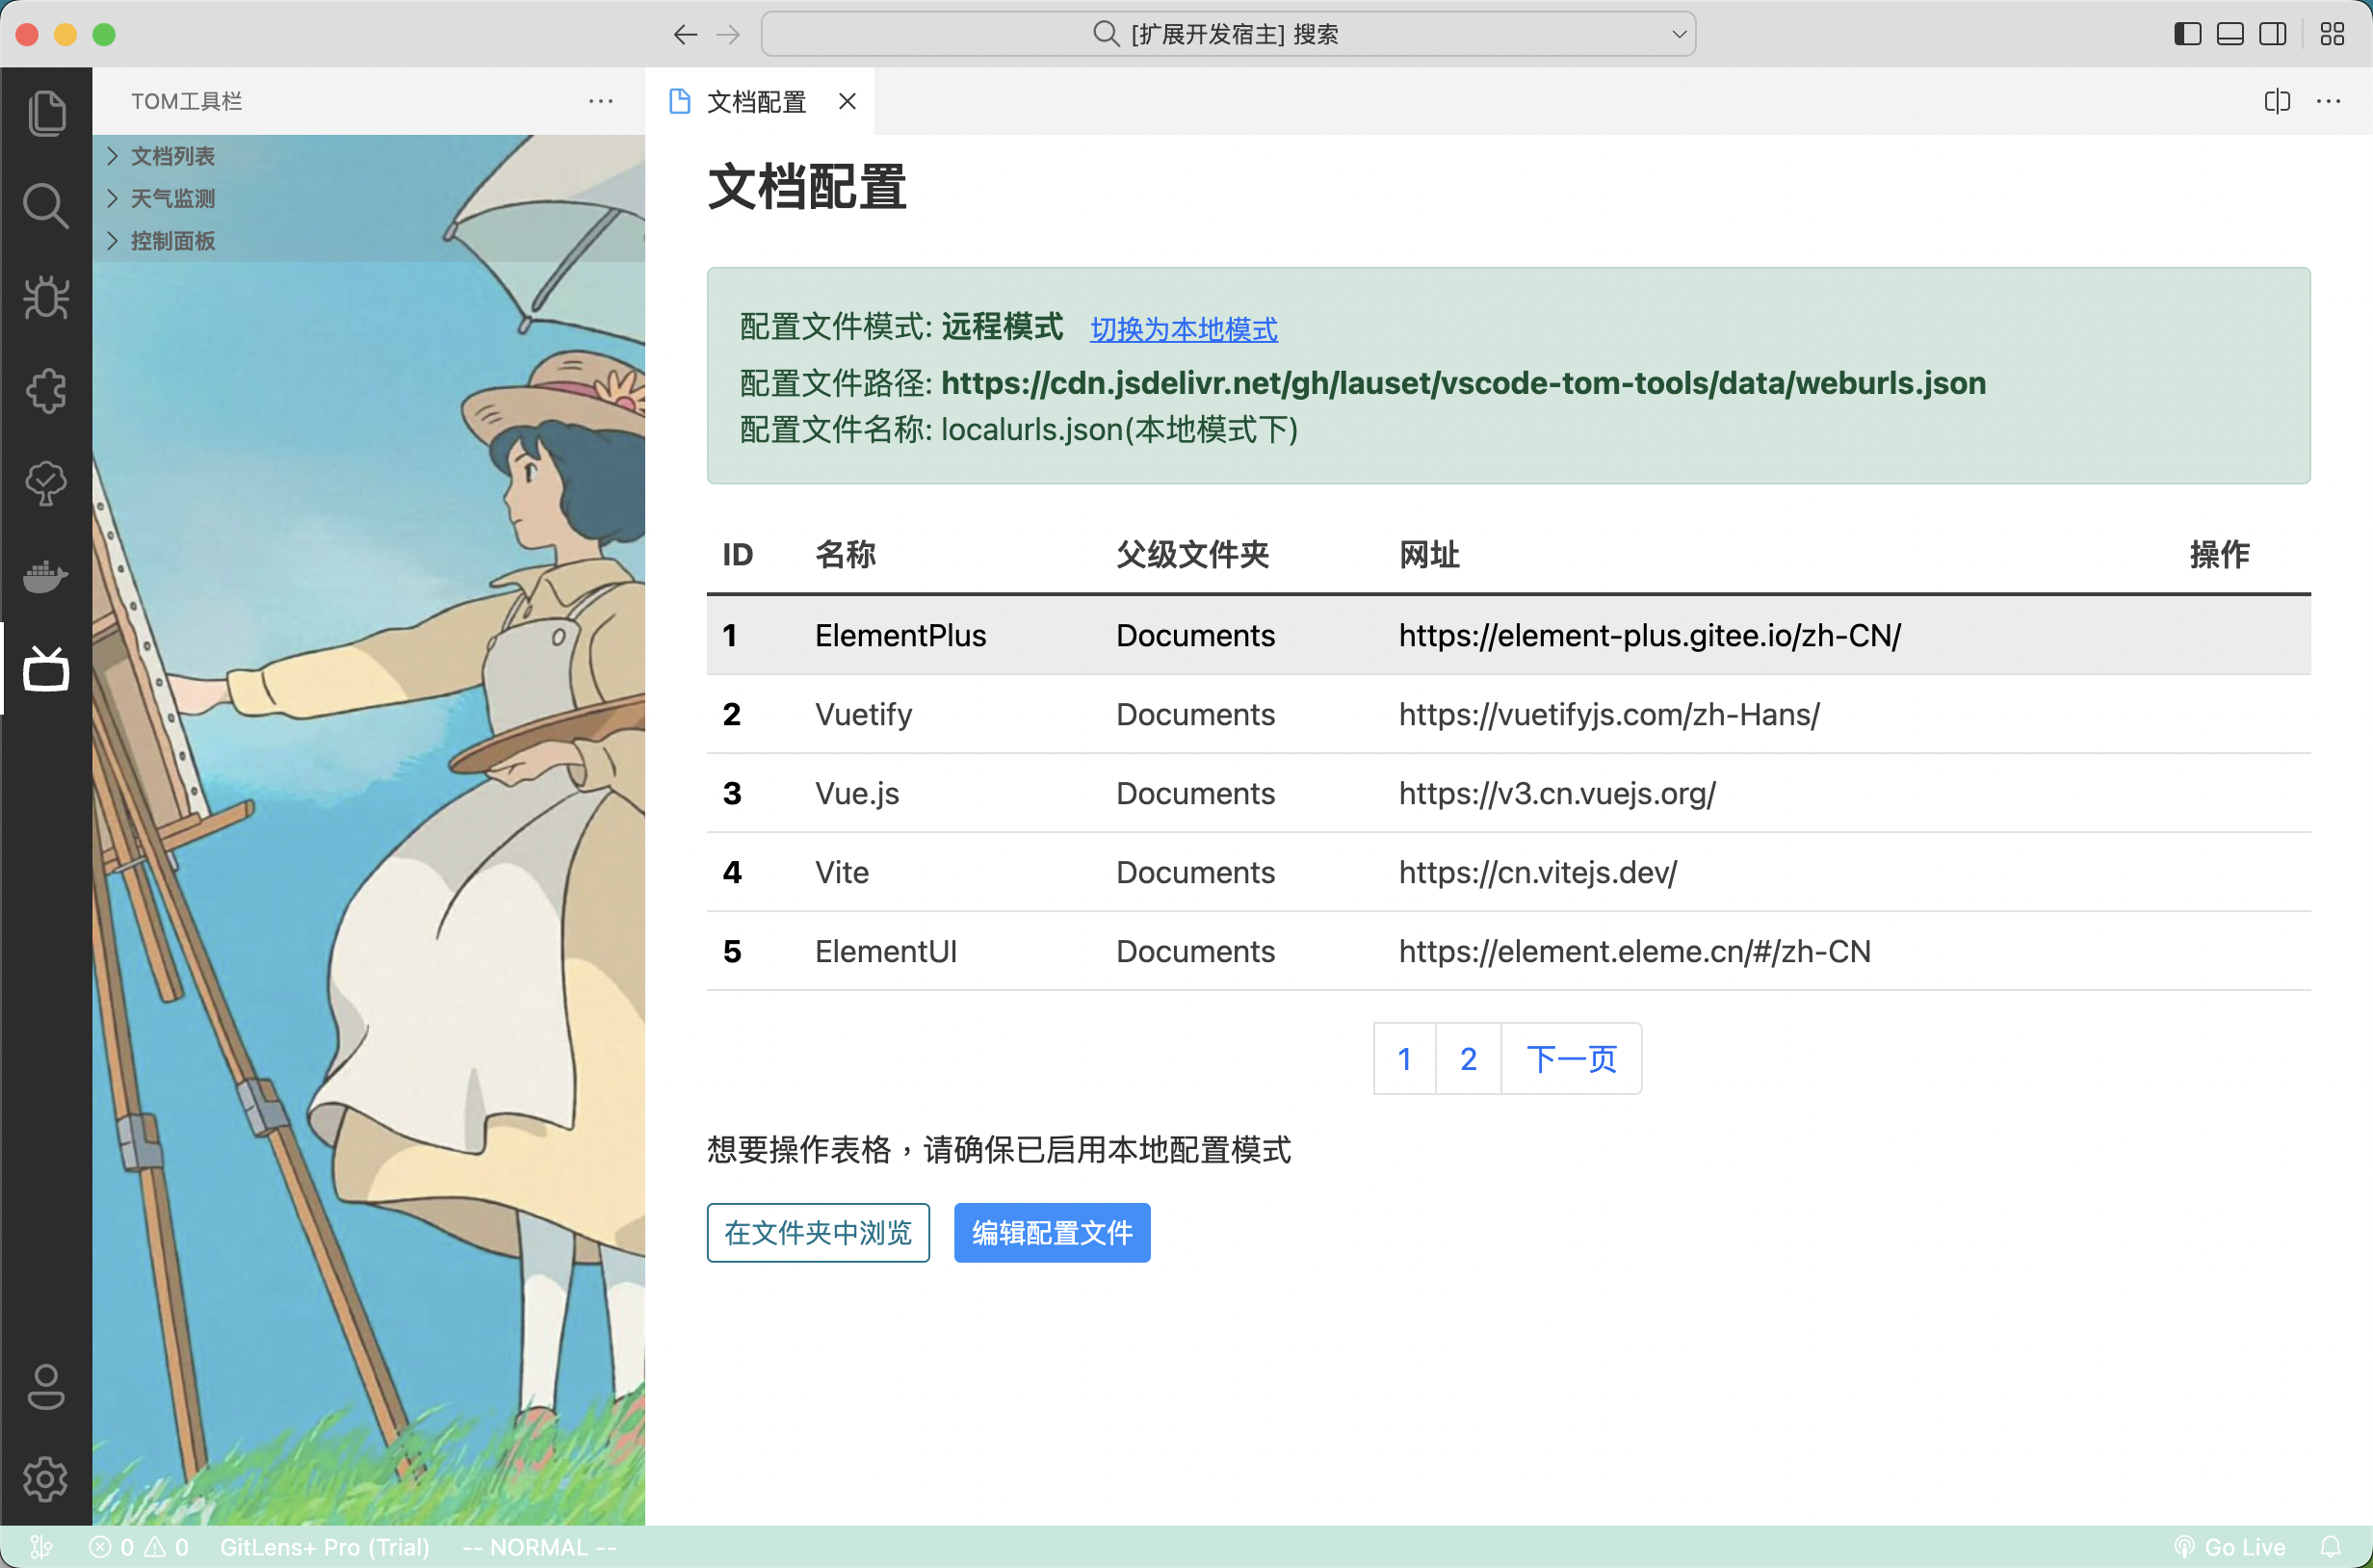 [扩展开发宿主] 搜索
TOM工具栏
文档配置
文档列表
天气监测
控制面板
文档配置
配置文件模式: 远程模式 切换为本地模式
配置文件路径: https://cdn.jsdelivr.net/gh/lauset/vscode-tom-tools/data/weburls.json
配置文件名称: localurls.json(本地模式下)
ID 名称 父级文件夹 网址 操作
1 ElementPlus Documents https://element-plus.gitee.io/zh-CN/
2 Vuetify Documents https://vuetifyjs.com/zh-Hans/
3 Vue.js Documents https://v3.cn.vuejs.org/
4 Vite Documents https://cn.vitejs.dev/
5 ElementUI Documents https://element.eleme.cn/#/zh-CN
1 2 下一页
想要操作表格，请确保已启用本地配置模式
在文件夹中浏览 编辑配置文件
0 0 GitLens+ Pro (Trial) -- NORMAL -- Go Live